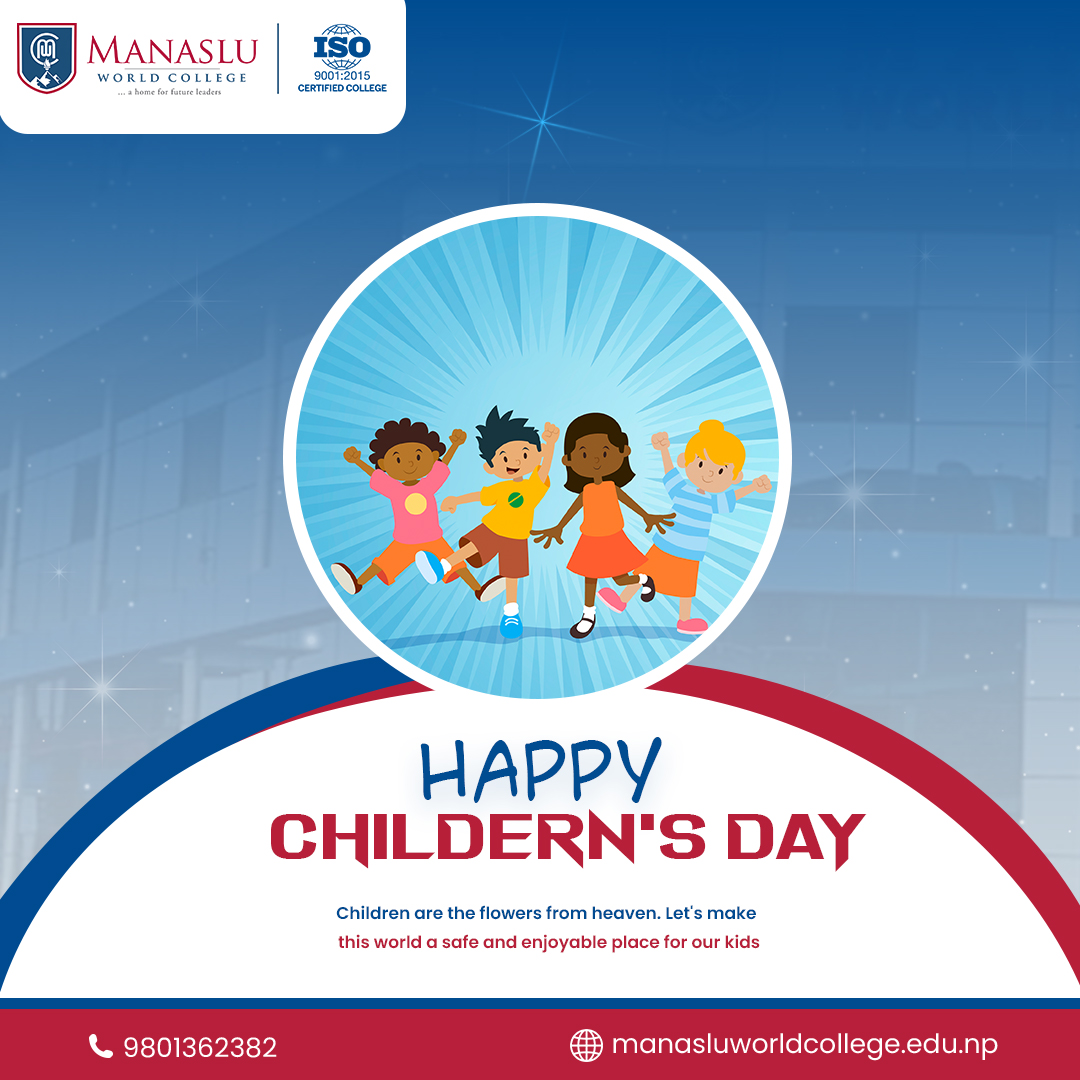 MANASLU
WORLD COLLEGE
... a home for future leaders
ISO
9001:2015
CERTIFIED COLLEGE
HAPPY
CHILDERN'S DAY
Children are the flowers from heaven. Let's make
this world a safe and enjoyable place for our kids
9801362382
manasluworldcollege.edu.np